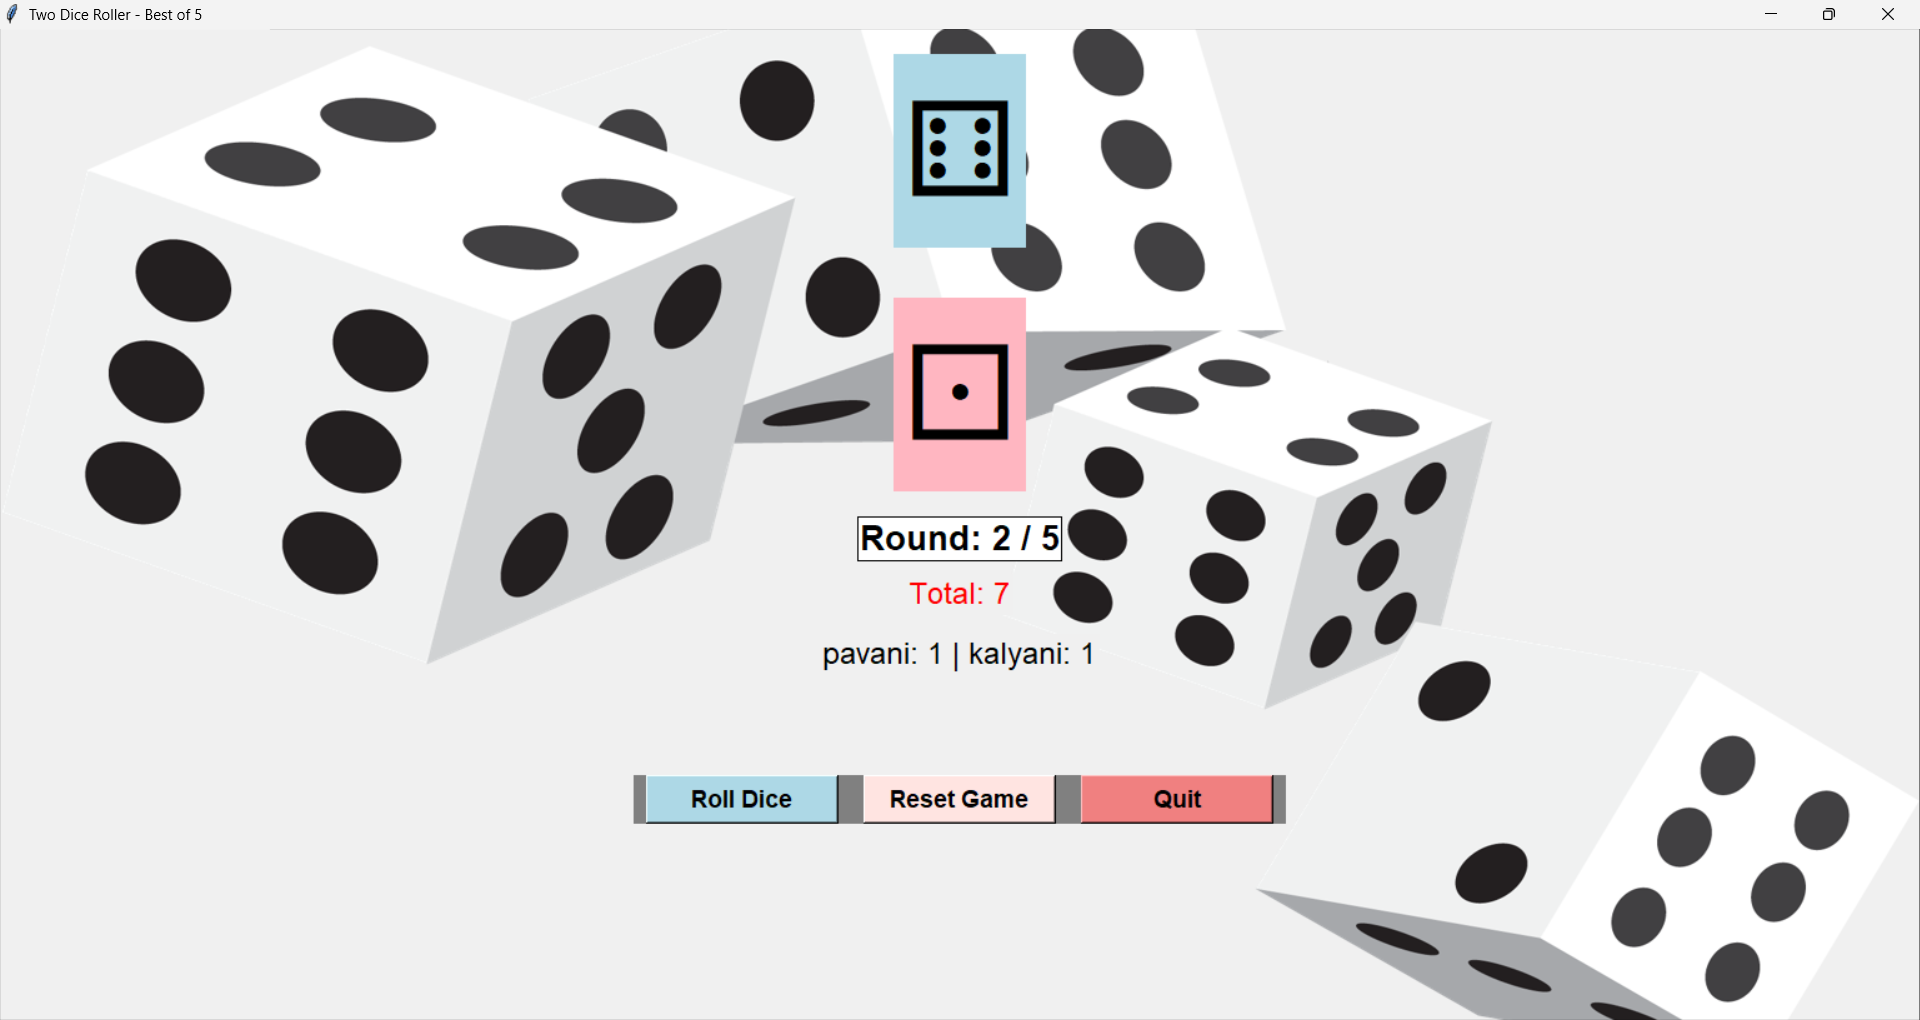 Two Dice Roller - Best of 5
Round: 2 / 5
Total: 7
pavani: 1 | kalyani: 1
Roll Dice
Reset Game
Quit